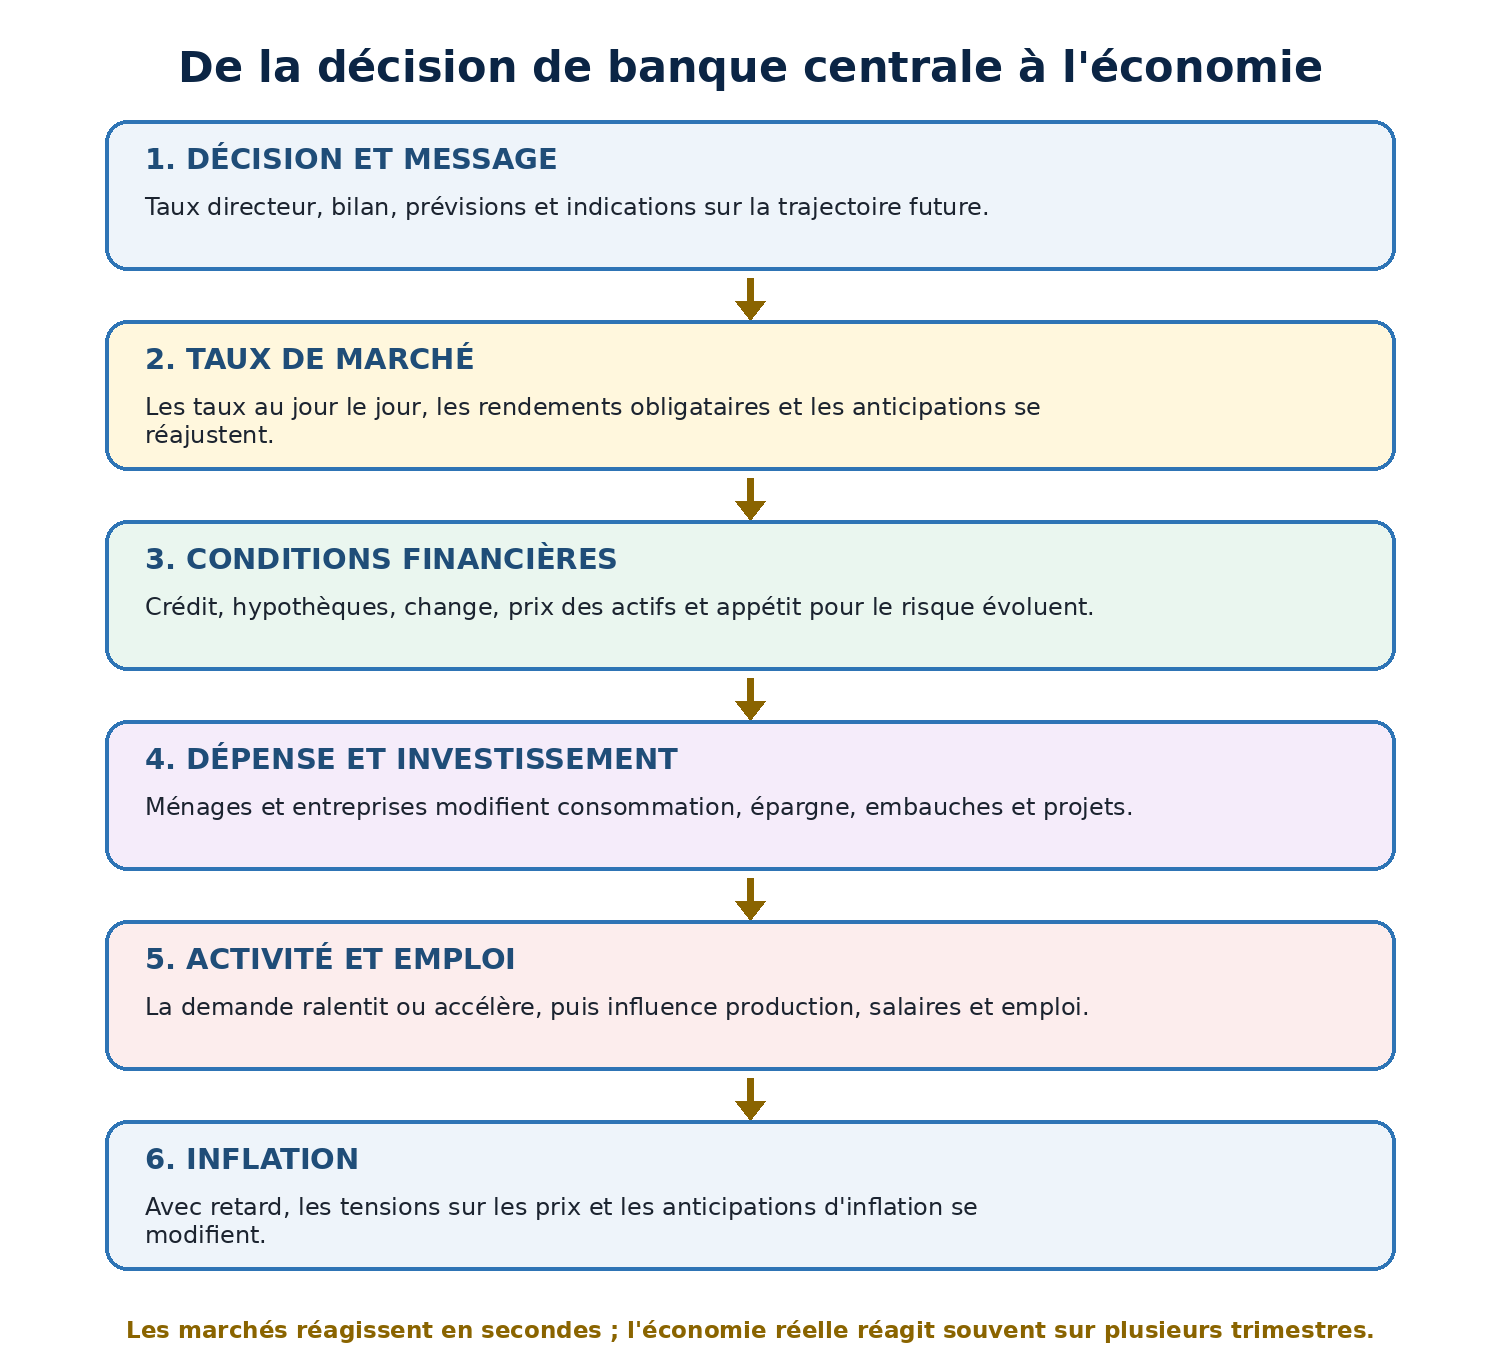 De la décision de banque centrale à l'économie
1. DÉCISION ET MESSAGE
Taux directeur, bilan, prévisions et indications sur la trajectoire future.
2. TAUX DE MARCHÉ
Les taux au jour le jour, les rendements obligataires et les anticipations se
réajustent.
3. CONDITIONS FINANCIÈRES
Crédit, hypothèques, change, prix des actifs et appétit pour le risque évoluent.
4. DÉPENSE ET INVESTISSEMENT
Ménages et entreprises modifient consommation, épargne, embauches et projets.
5. ACTIVITÉ ET EMPLOI
La demande ralentit ou accélère, puis influence production, salaires et emploi.
6. INFLATION
Avec retard, les tensions sur les prix et les anticipations d'inflation se
modifient.
Les marchés réagissent en secondes ; l'économie réelle réagit souvent sur plusieurs trimestres.